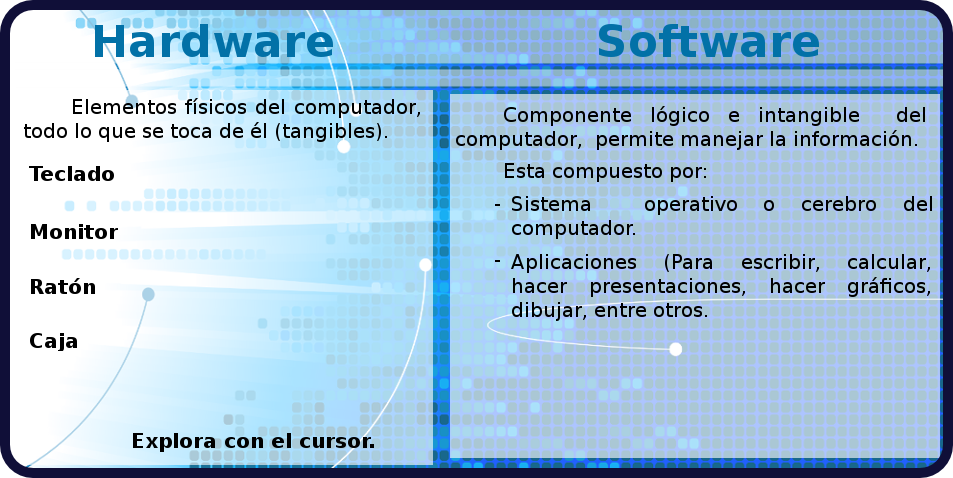 Hardware
Elementos físicos del computador,
todo lo que se toca de él (tangibles).
Teclado
Monitor
Ratón
Caja
Explora con el cursor.
Software
Componente lógico e intangible del
computador, permite manejar la información.
Esta compuesto por:
- Sistema operativo o cerebro del
computador.
- Aplicaciones (Para escribir, calcular,
hacer presentaciones, hacer gráficos,
dibujar, entre otros.